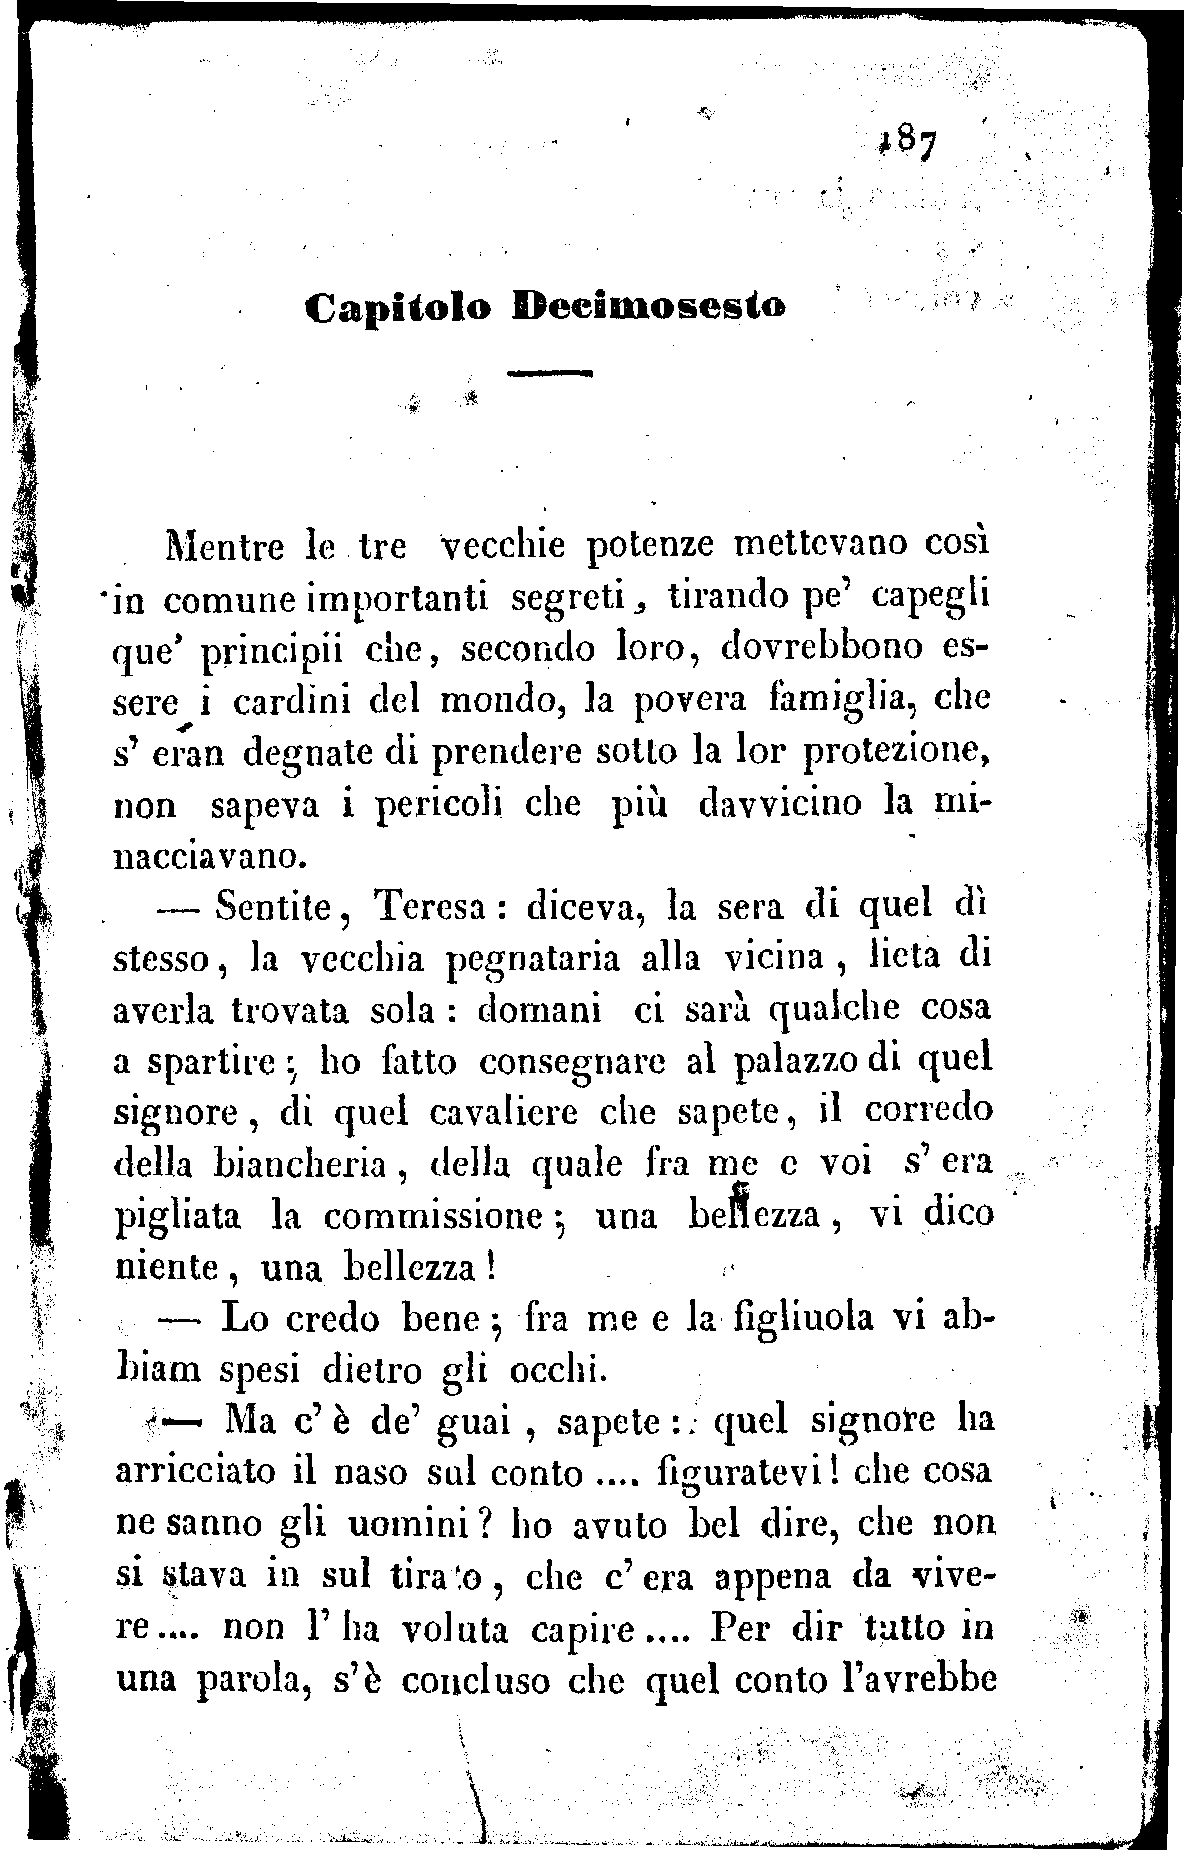 187
Capitolo Decimosesto
Mentre le tre vecchie potenze mettevano così
in comune importanti segreti, tirando pe' capegli
que' principii che, secondo loro, dovrebbono es-
sere i cardini del mondo, la povera famiglia, che
s' eran degnate di prendere sotto la lor protezione,
non sapeva i pericoli che più davvicino la mi-
nacciavano.
— Sentite, Teresa: diceva, la sera di quel dì
stesso, la vecchia pegnataria alla vicina, lieta di
averla trovata sola: domani ci sarà qualche cosa
a spartire; ho fatto consegnare al palazzo di quel
signore, di quel cavaliere che sapete, il corredo
della biancheria, della quale fra me e voi s' era
pigliata la commissione; una bellezza, vi dico
niente, una bellezza!
— Lo credo bene; fra me e la figliuola vi ab-
biam spesi dietro gli occhi.
— Ma c' è de' guai, sapete: quel signore ha
arricciato il naso sul conto .... figuratevi! che cosa
ne sanno gli uomini? ho avuto bel dire, che non
si stava in sul tirato, che c' era appena da vive-
re .... non l' ha voluta capire .... Per dir tutto in
una parola, s'è concluso che quel conto l'avrebbe